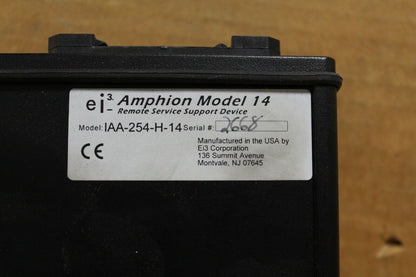 ei3 Amphion Model 14
Remote Service Support Device
Model: IAA-254-H-14 Serial #: 2668
Manufactured in the USA by
Ei3 Corporation
136 Summit Avenue
Montvale, NJ 07645
CE